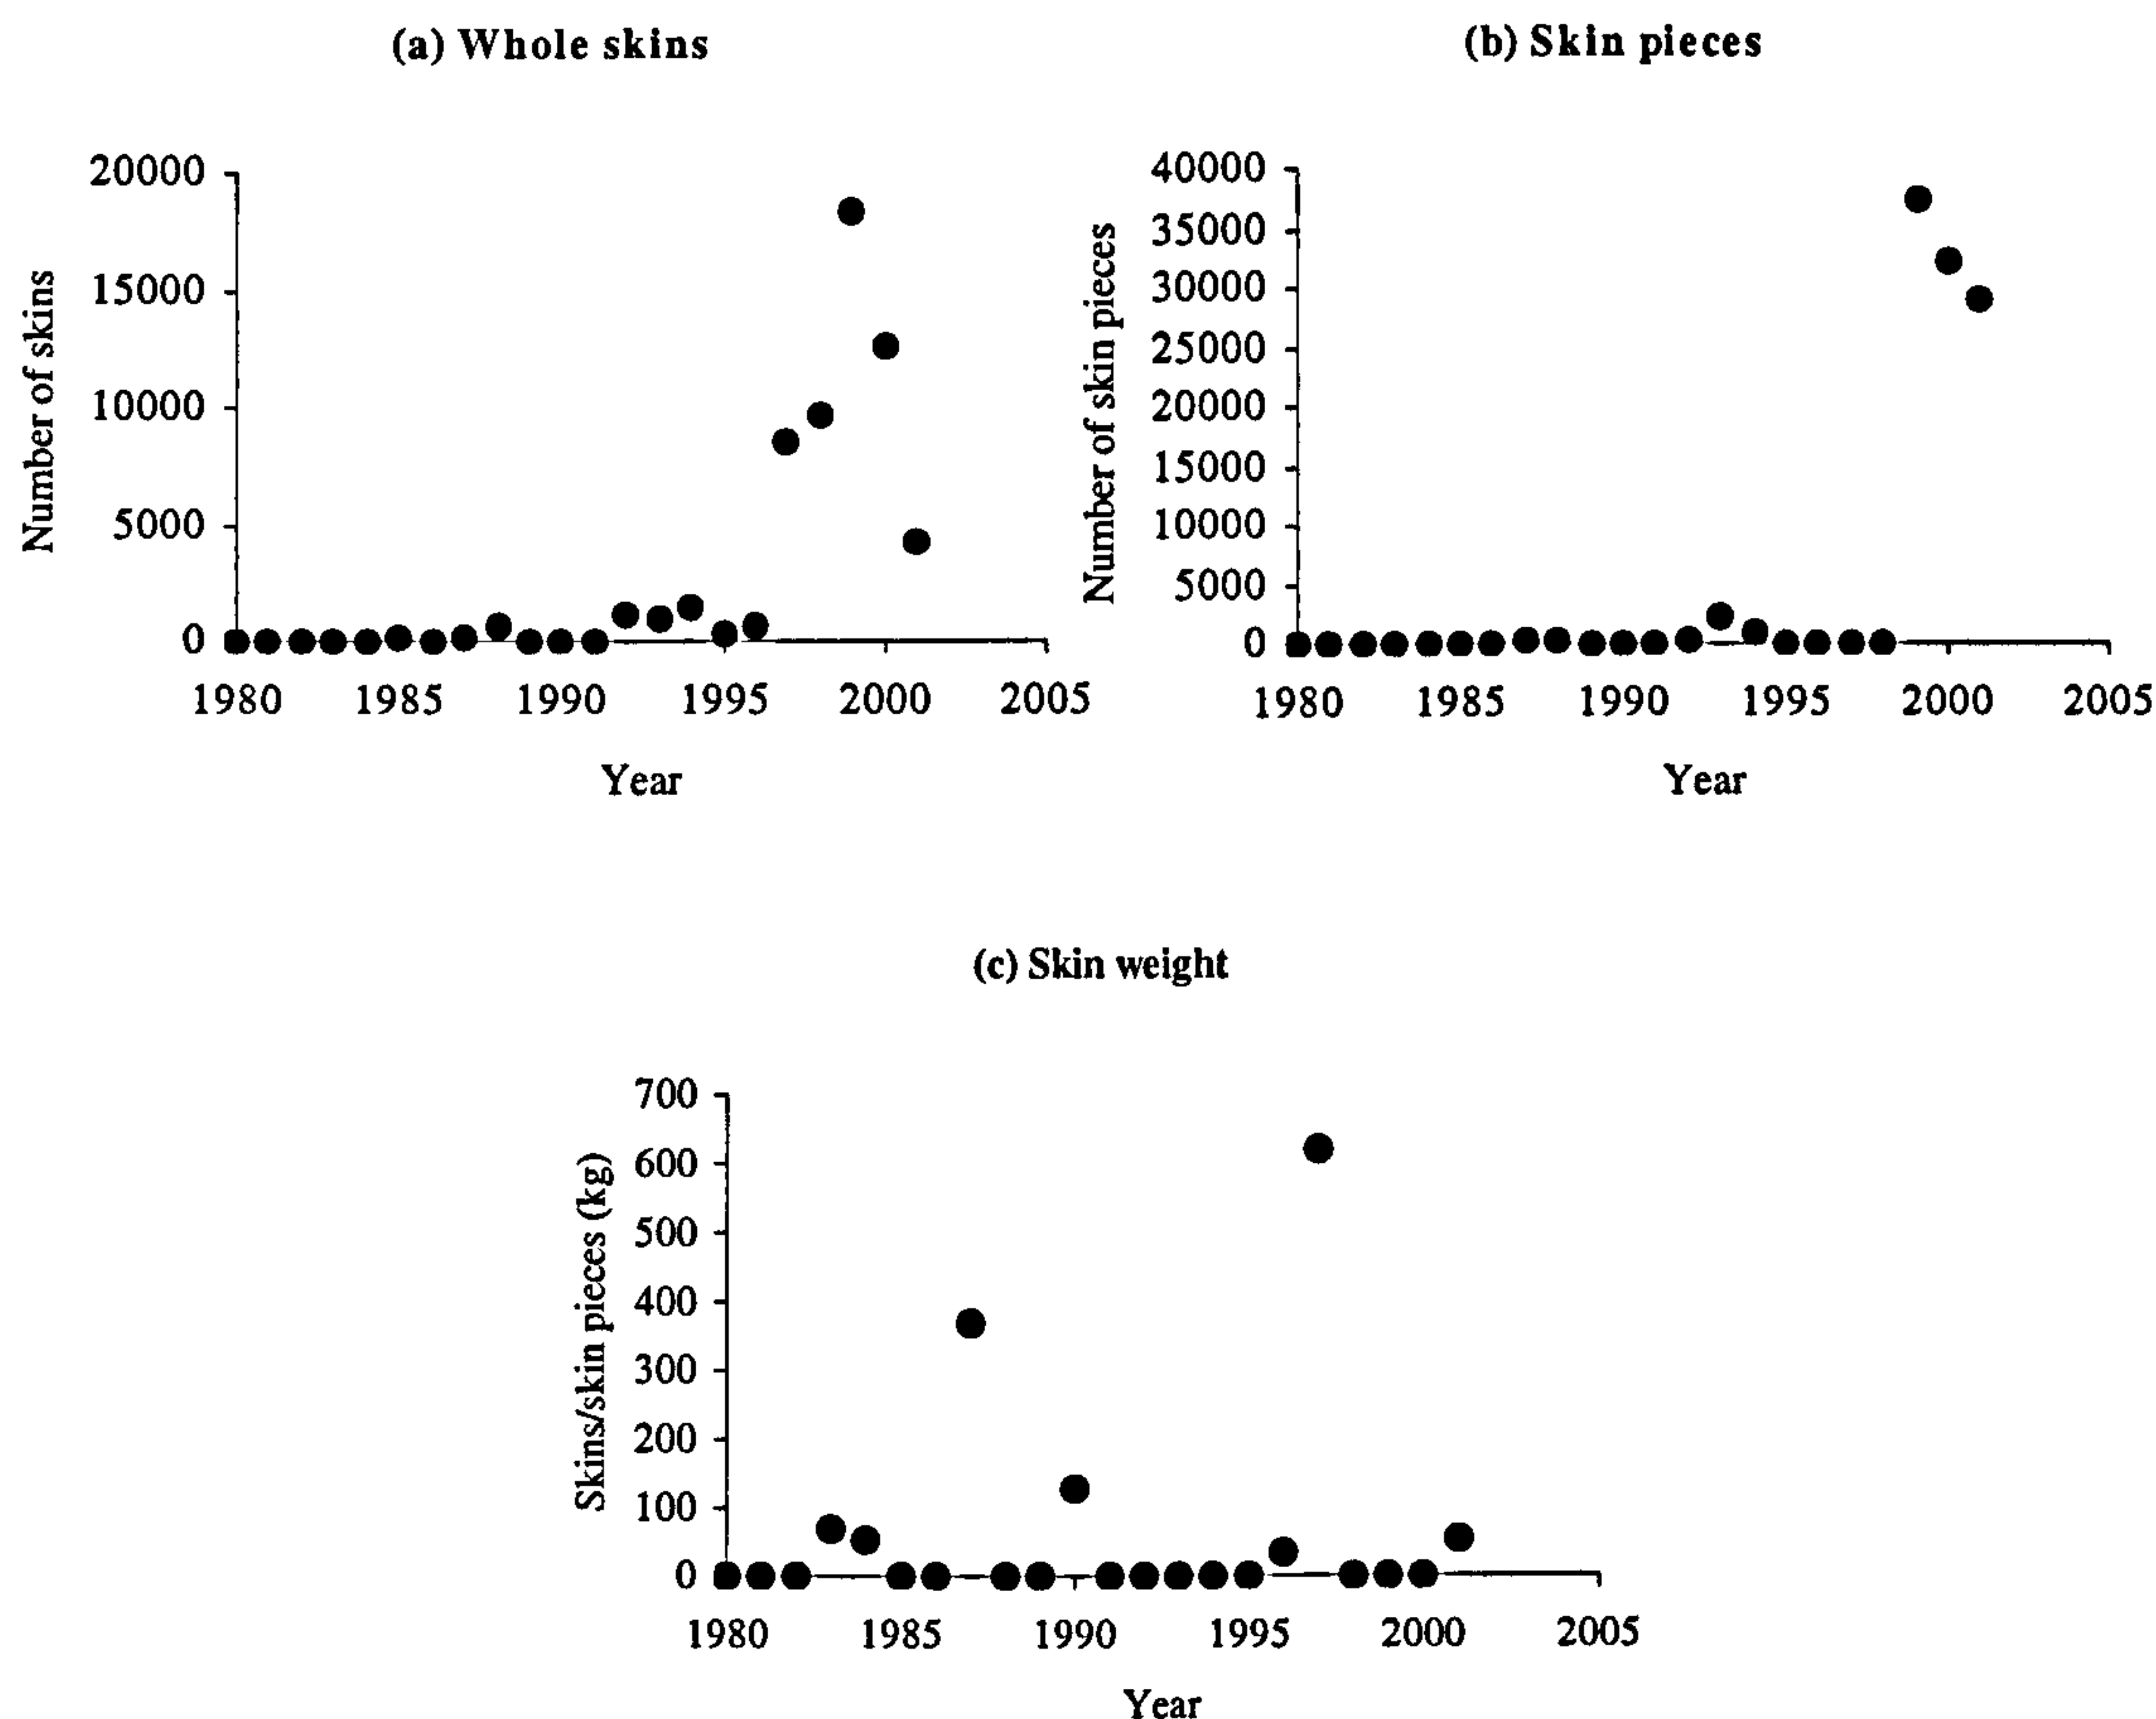 (a) Whole skins
20000
15000
10000
5000
0
Number of skins
1980 1985 1990 1995 2000 2005
Year
(b) Skin pieces
40000
35000
30000
25000
20000
15000
10000
5000
0
Number of skin pieces
1980 1985 1990 1995 2000 2005
Year
(c) Skin weight
700
600
500
400
300
200
100
0
Skins/skin pieces (kg)
1980 1985 1990 1995 2000 2005
Year